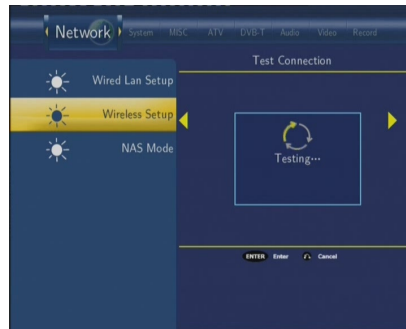 Network System MISC ATV DVB-T Audio Video Record
Test Connection
Wired Lan Setup
Wireless Setup
NAS Mode
Testing...
ENTER Enter Cancel